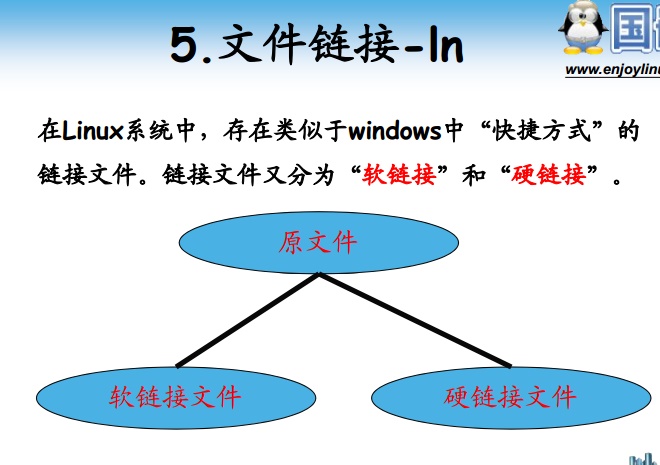 5.文件链接-ln
国
www.enjoylinu
在Linux系统中，存在类似于windows中“快捷方式”的
链接文件。链接文件又分为“软链接”和“硬链接”。
原文件
软链接文件
硬链接文件